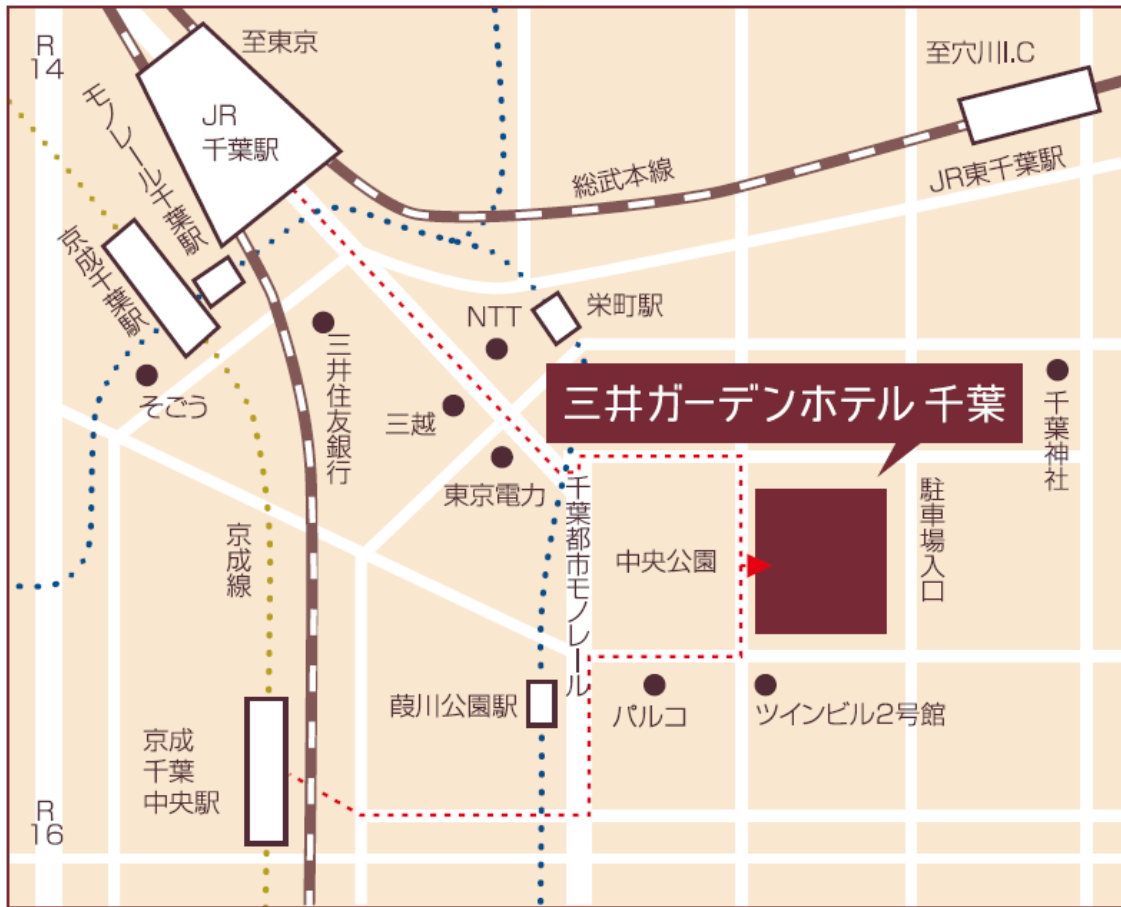 R
14
至東京
至穴川I.C
JR
千葉駅
モノレール千葉駅
総武本線
JR東千葉駅
京成千葉駅
栄町駅
NTT
三井住友銀行
そごう
三越
三井ガーデンホテル 千葉
千葉神社
東京電力
千葉都市モノレール
中央公園
駐車場入口
京成線
葭川公園駅
パルコ
ツインビル2号館
京成
千葉
中央駅
R
16